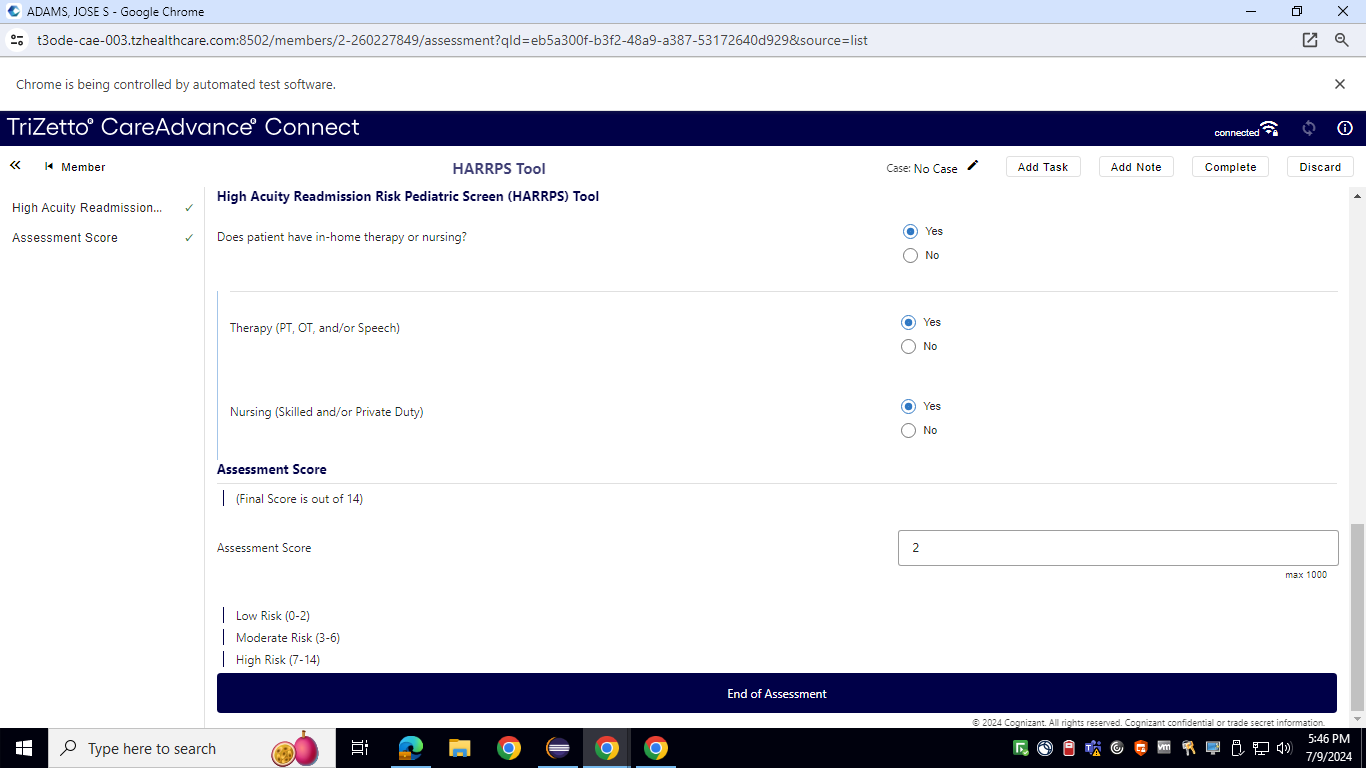 ADAMS, JOSE S - Google Chrome
t3ode-cae-003.tzhealthcare.com:8502/members/2-260227849/assessment?qId=eb5a300f-b3f2-48a9-a387-53172640d929&source=list
Chrome is being controlled by automated test software.
TriZetto® CareAdvance® Connect
connected
Member
HARRPS Tool
Case: No Case
Add Task
Add Note
Complete
Discard
High Acuity Readmission...
Assessment Score
High Acuity Readmission Risk Pediatric Screen (HARRPS) Tool
Does patient have in-home therapy or nursing?
Yes
No
Therapy (PT, OT, and/or Speech)
Yes
No
Nursing (Skilled and/or Private Duty)
Yes
No
Assessment Score
(Final Score is out of 14)
Assessment Score
2
max 1000
Low Risk (0-2)
Moderate Risk (3-6)
High Risk (7-14)
End of Assessment
© 2024 Cognizant. All rights reserved. Cognizant confidential or trade secret information.
Type here to search
5:46 PM
7/9/2024